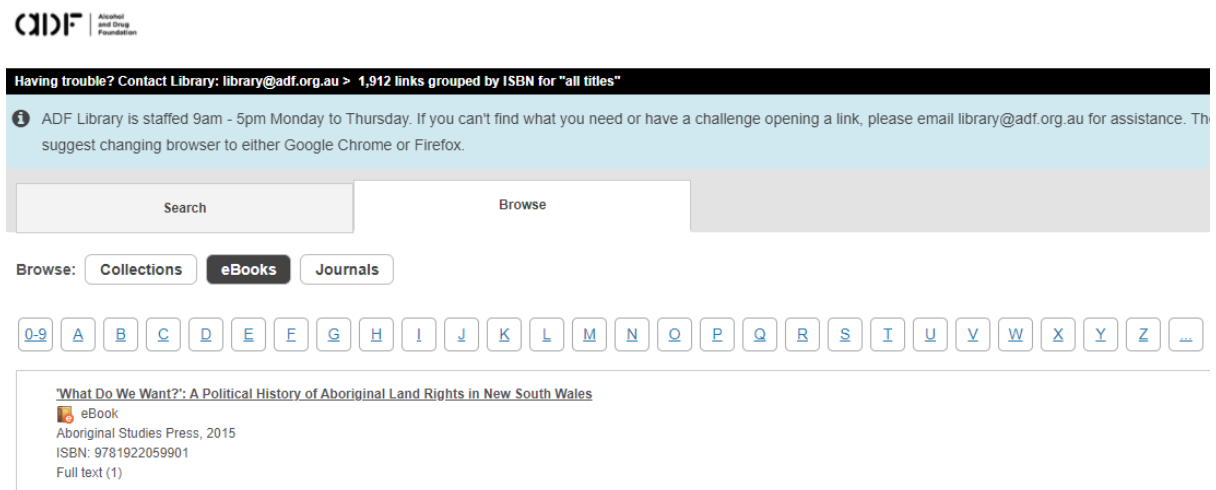 ADF
Alcohol
and Drug
Foundation
Having trouble? Contact Library: library@adf.org.au > 1,912 links grouped by ISBN for "all titles"
ADF Library is staffed 9am - 5pm Monday to Thursday. If you can't find what you need or have a challenge opening a link, please email library@adf.org.au for assistance. Th
suggest changing browser to either Google Chrome or Firefox.
Search Browse
Browse: Collections eBooks Journals
0-9 A B C D E F G H I J K L M N O P Q R S T U V W X Y Z ...
'What Do We Want?': A Political History of Aboriginal Land Rights in New South Wales
eBook
Aboriginal Studies Press, 2015
ISBN: 9781922059901
Full text (1)